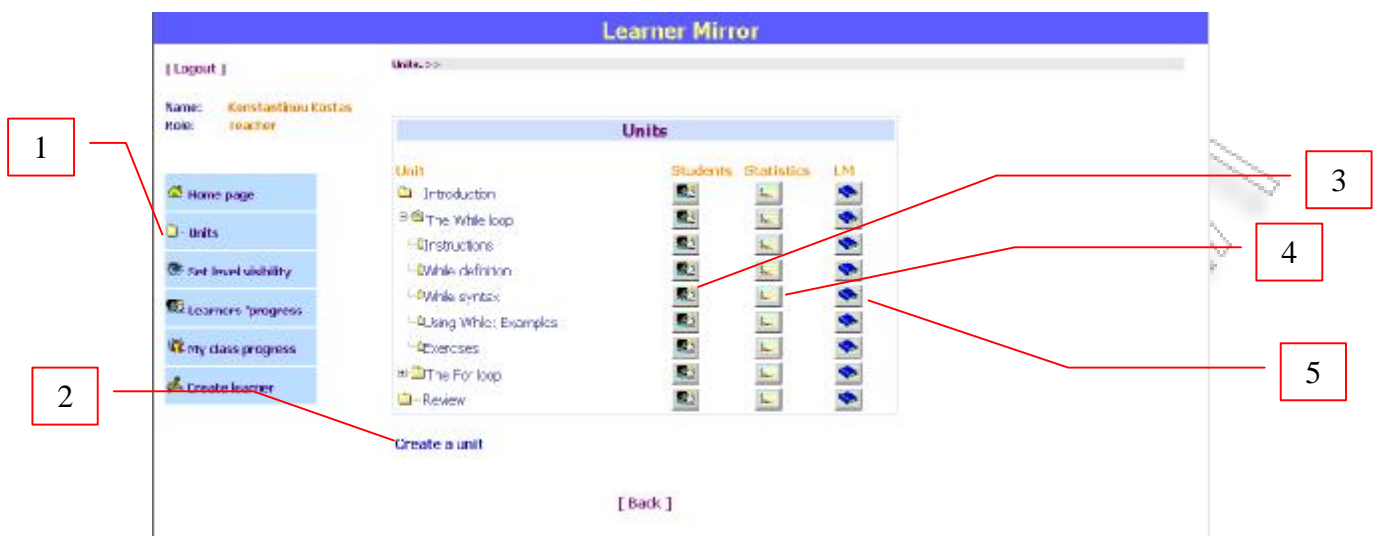 Learner Mirror
[ Logout ]
Units. >>
Name: Konstantinou Kostas
Role: Teacher
Units
1
Unit Students Statistics LM
3
Home page
Introduction
The While loop
Units
Instructions
4
Set level visibility
While definition
While syntax
Learners 'progress
Using While: Examples
My class progress
Exercises
The For loop
5
Create learner
2
Review
Create a unit
[ Back ]